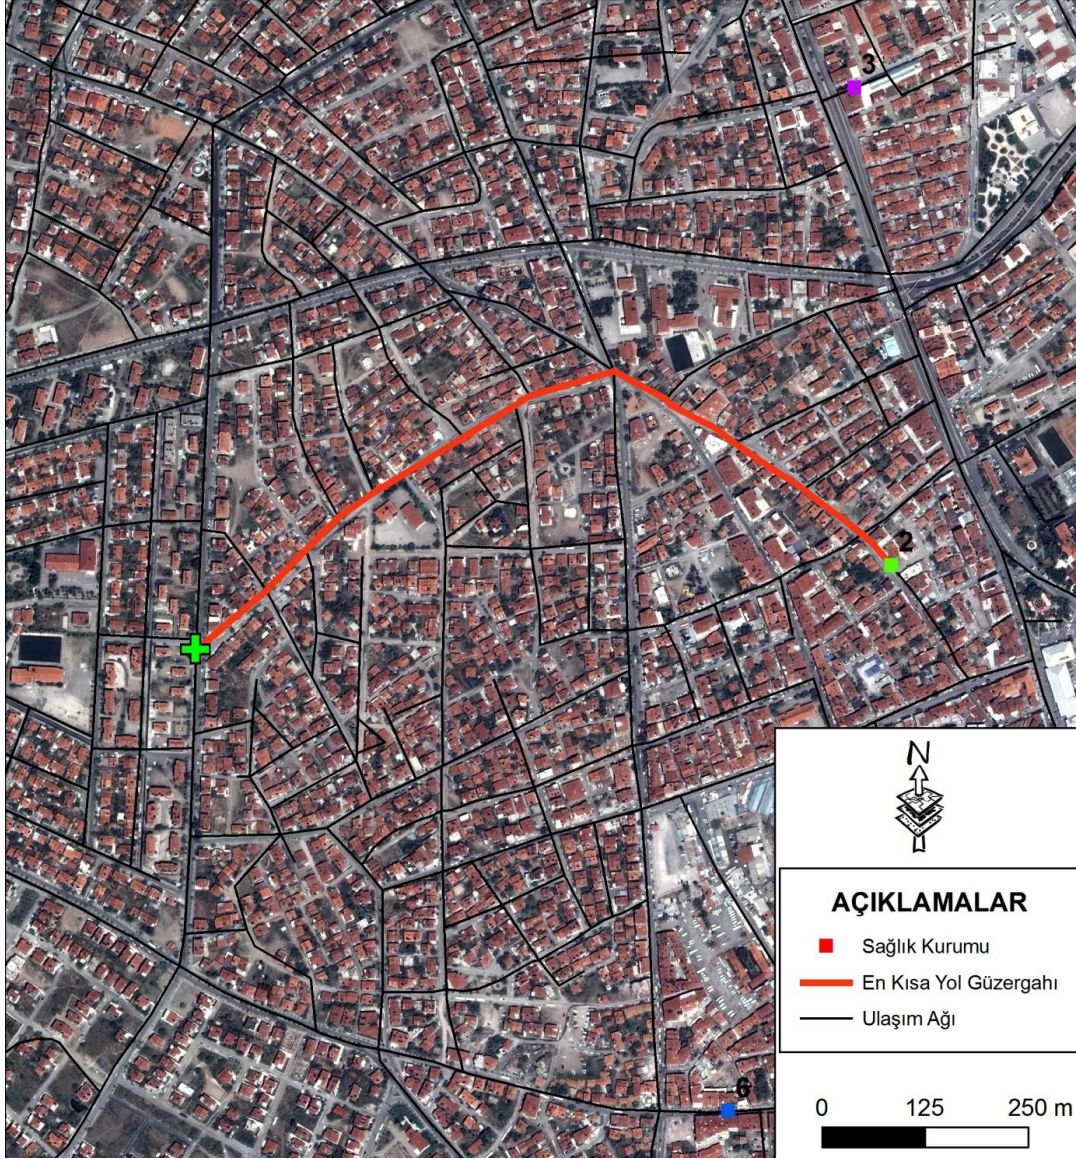 3
2
N
AÇIKLAMALAR
Sağlık Kurumu
En Kısa Yol Güzergahı
Ulaşım Ağı
6
0 125 250 m